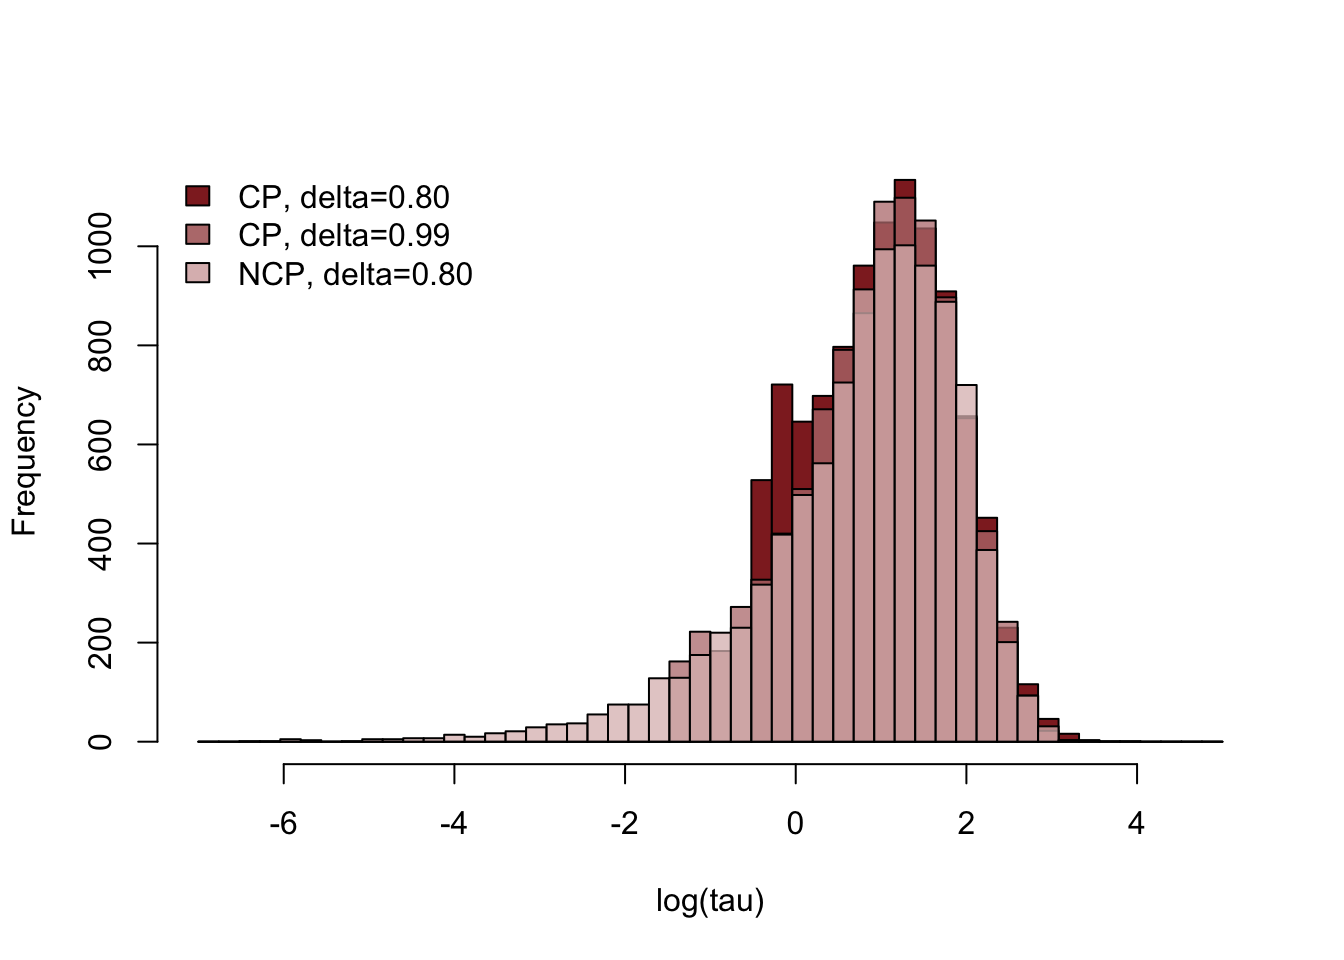 CP, delta=0.80
CP, delta=0.99
NCP, delta=0.80
Frequency
1000
800
600
400
200
0
-6 -4 -2 0 2 4
log(tau)